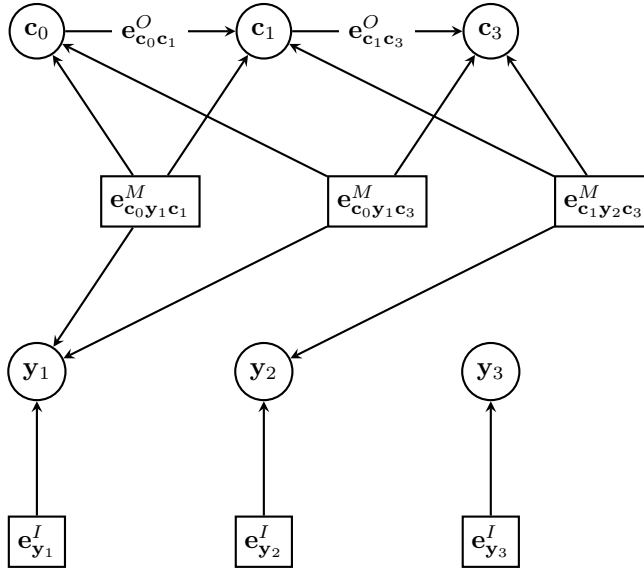 c₀ e^O_{c₀c₁} c₁ e^O_{c₁c₃} c₃
e^M_{c₀y₁c₁} e^M_{c₀y₁c₃} e^M_{c₁y₂c₃}
y₁ y₂ y₃
e^I_{y₁} e^I_{y₂} e^I_{y₃}